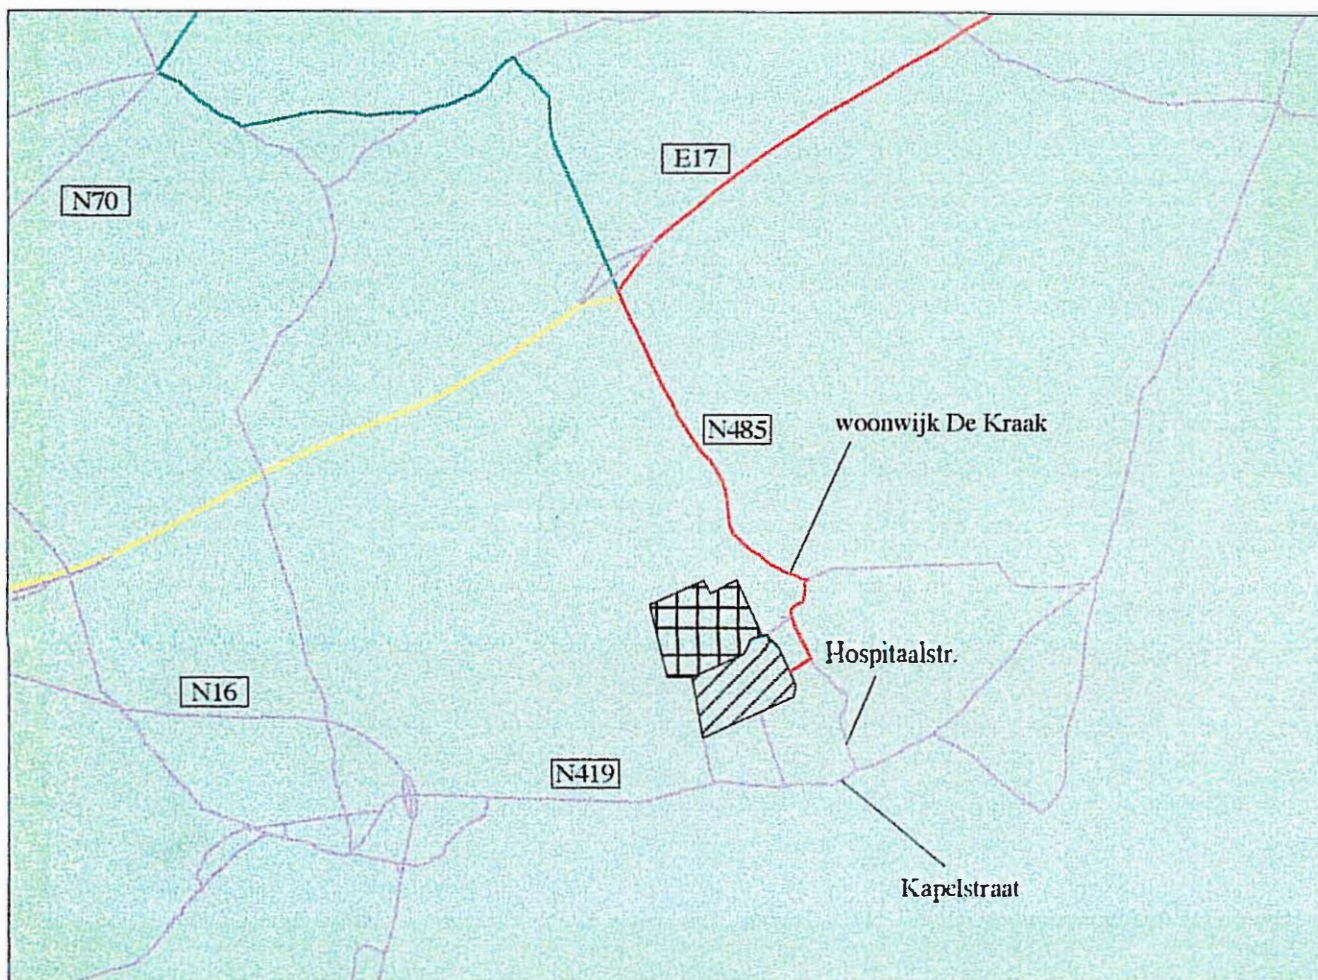 E17
N70
woonwijk De Kraak
N485
Hospitaalstr.
N16
N419
Kapelstraat